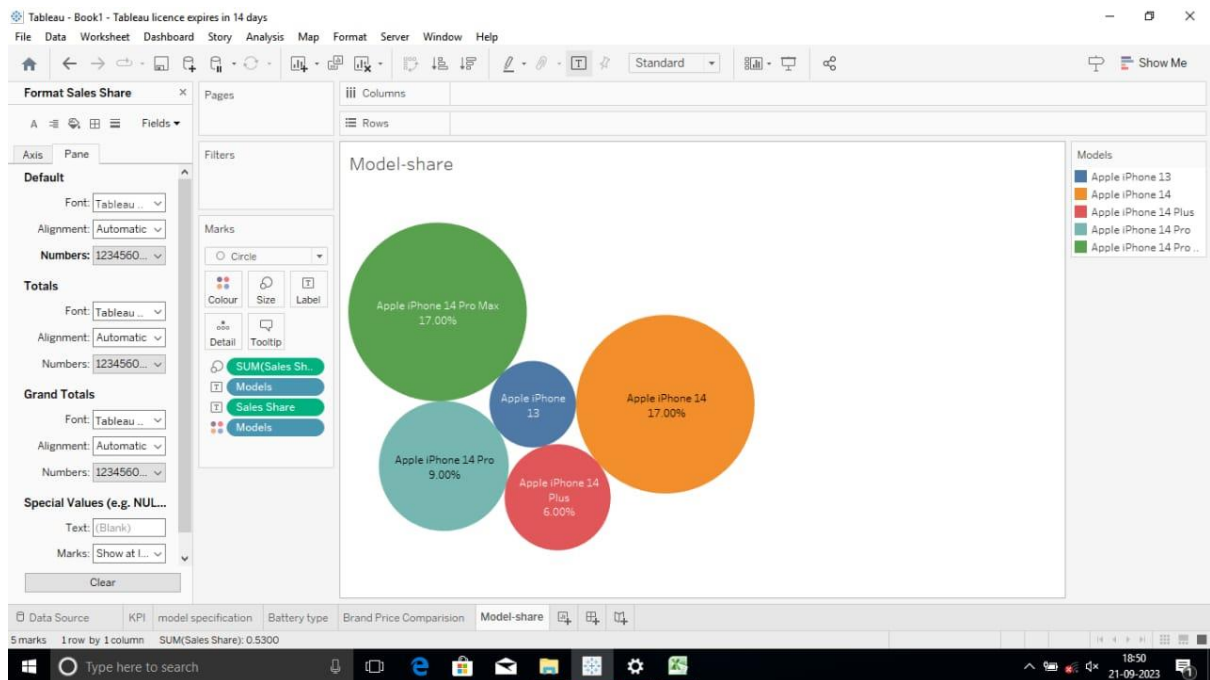 Tableau - Book1 - Tableau licence expires in 14 days
File Data Worksheet Dashboard Story Analysis Map Format Server Window Help
Standard
Show Me
Format Sales Share
Fields
Axis Pane
Default
Font: Tableau ..
Alignment: Automatic
Numbers: 1234560...
Totals
Font: Tableau ..
Alignment: Automatic
Numbers: 1234560...
Grand Totals
Font: Tableau ..
Alignment: Automatic
Numbers: 1234560...
Special Values (e.g. NUL...
Text: (Blank)
Marks: Show at l...
Clear
Pages
Filters
Marks
Circle
Colour Size Label
Detail Tooltip
SUM(Sales Sh..
Models
Sales Share
Models
Columns
Rows
Model-share
Apple iPhone 14 Pro Max
17.00%
Apple iPhone
13
Apple iPhone 14
17.00%
Apple iPhone 14 Pro
9.00%
Apple iPhone 14
Plus
6.00%
Models
Apple iPhone 13
Apple iPhone 14
Apple iPhone 14 Plus
Apple iPhone 14 Pro
Apple iPhone 14 Pro ..
Data Source KPI model specification Battery type Brand Price Comparision Model-share
5 marks 1 row by 1 column SUM(Sales Share): 0.5300
Type here to search
18:50
21-09-2023